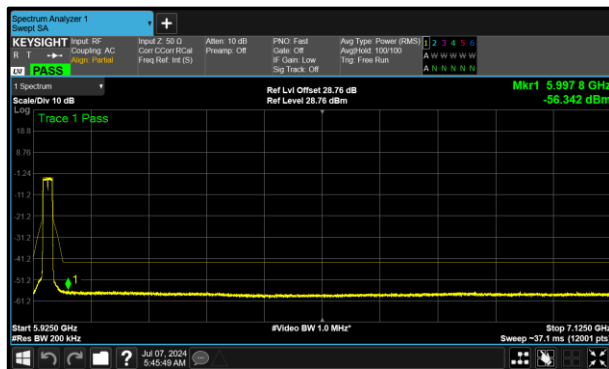 Spectrum Analyzer 1
Swept SA
KEYSIGHT
R T
LXI PASS
Input: RF
Coupling: AC
Align: Partial
Input Z: 50 Ω
Corr CCorr RCal
Freq Ref: Int (S)
Atten: 10 dB
Preamp: Off
PNO: Fast
Gate: Off
IF Gain: Low
Sig Track: Off
Avg Type: Power (RMS)
Avg|Hold: 100/100
Trig: Free Run
1 2 3 4 5 6
A W W W W W
A N N N N N
1 Spectrum
Scale/Div 10 dB
Ref Lvl Offset 28.76 dB
Ref Level 28.76 dBm
Mkr1 5.997 8 GHz
-56.342 dBm
Log
Trace 1 Pass
18.8
8.76
-1.24
-11.2
-21.2
-31.2
-41.2
-51.2
-61.2
1
Start 5.9250 GHz
#Res BW 200 kHz
#Video BW 1.0 MHz*
Stop 7.1250 GHz
Sweep ~37.1 ms (12001 pts)
?
Jul 07, 2024
5:45:49 AM